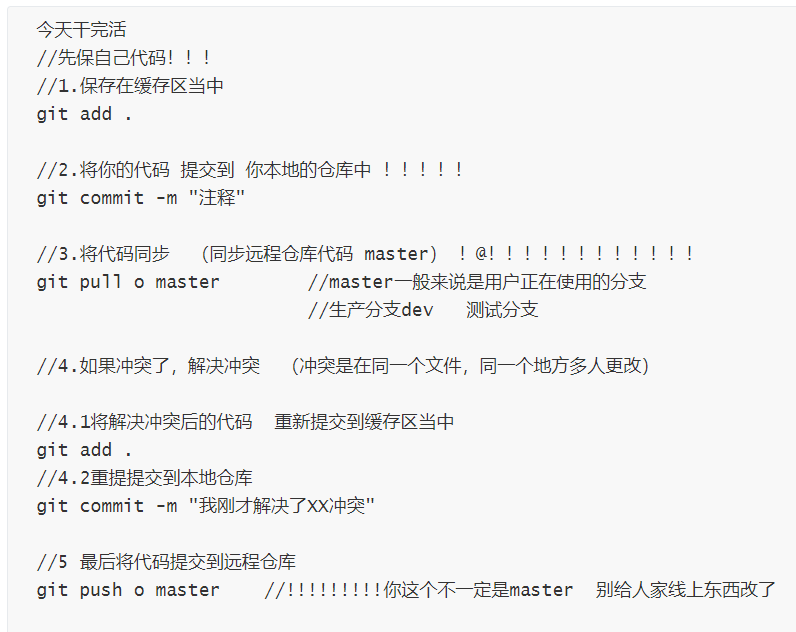 今天干完活
//先保自己代码！！！
//1.保存在缓存区当中
git add .
//2.将你的代码 提交到 你本地的仓库中 ！！！！！
git commit -m "注释"
//3.将代码同步 （同步远程仓库代码 master） ！@！！！！！！！！！！！！
git pull o master //master一般来说是用户正在使用的分支
//生产分支dev 测试分支
//4.如果冲突了，解决冲突 （冲突是在同一个文件，同一个地方多人更改）
//4.1将解决冲突后的代码 重新提交到缓存区当中
git add .
//4.2重提提交到本地仓库
git commit -m "我刚才解决了XX冲突"
//5 最后将代码提交到远程仓库
git push o master //!!!!!!!!!你这个不一定是master 别给人家线上东西改了